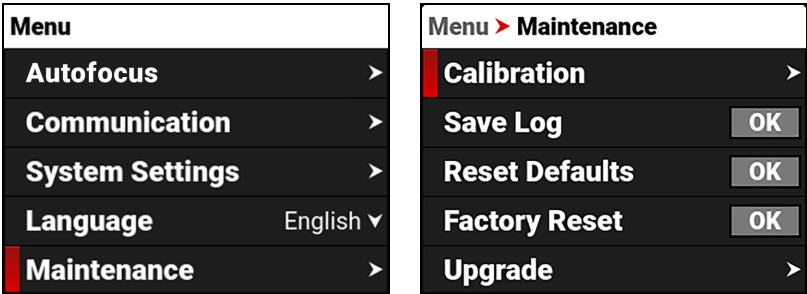 Menu
Autofocus
Communication
System Settings
Language English
Maintenance
Menu Maintenance
Calibration
Save Log OK
Reset Defaults OK
Factory Reset OK
Upgrade